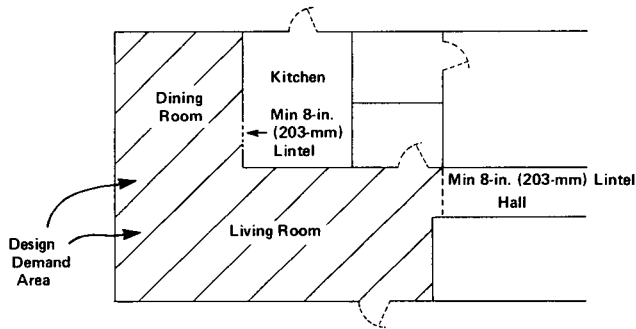 Kitchen
Dining
Room
Min 8-in.
(203-mm)
Lintel
Min 8-in. (203-mm) Lintel
Hall
Living Room
Design
Demand
Area